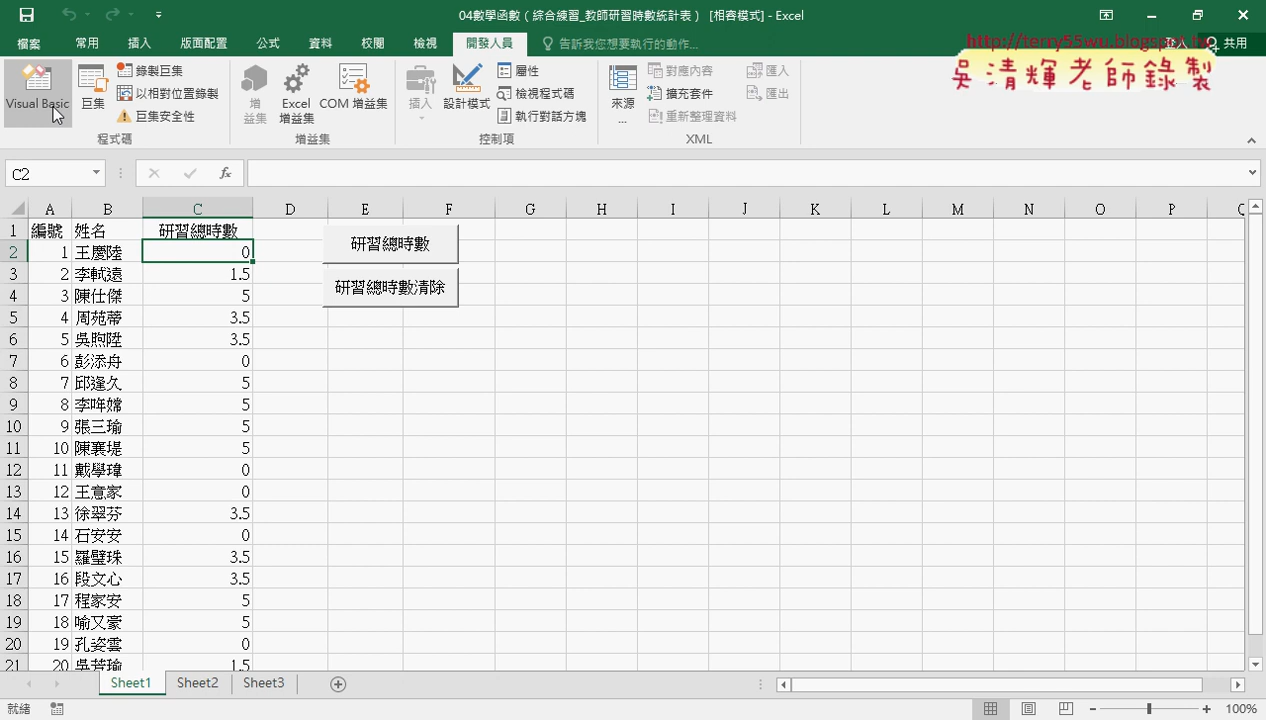 04數學函數（綜合練習_教師研習時數統計表） [相容模式] - Excel
檔案 常用 插入 版面配置 公式 資料 校閱 檢視 開發人員 告訴我您想要執行的動作... 登入 共用
http://terry55wu.blogspot.tw
吳清輝老師錄製
Visual Basic 巨集 錄製巨集 以相對位置錄製 巨集安全性
增益集 Excel 增益集 COM 增益集
插入 設計模式 屬性 檢視程式碼 執行對話方塊
來源... 對應內容 擴充套件 重新整理資料 匯入 匯出
程式碼 增益集 控制項 XML
C2 fx
A B C D E F G H I J K L M N O P Q
1 編號 姓名 研習總時數
研習總時數
2 1 王慶陸 0
3 2 李軾遠 1.5
研習總時數清除
4 3 陳仕傑 5
5 4 周苑蒂 3.5
6 5 吳煦陞 3.5
7 6 彭添舟 0
8 7 邱逢久 5
9 8 李哖嫦 5
10 9 張三瑜 5
11 10 陳襄堤 5
12 11 戴學瑋 0
13 12 王意家 0
14 13 徐翠芬 3.5
15 14 石安安 0
16 15 羅璧珠 3.5
17 16 段文心 3.5
18 17 程家安 5
19 18 喻又豪 5
20 19 孔姿雲 0
21 20 吳芳瑜 1.5
Sheet1 Sheet2 Sheet3
就緒 100%